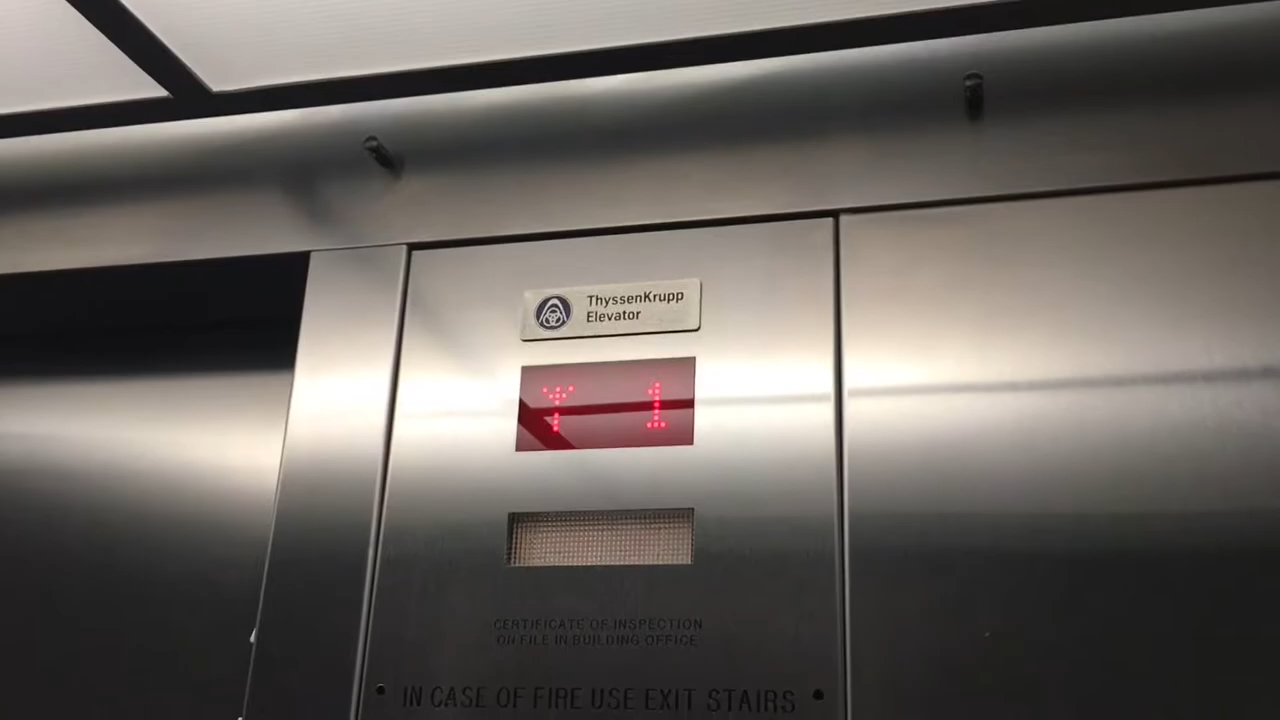 ThyssenKrupp
Elevator
1
CERTIFICATE OF INSPECTION
ON FILE IN BUILDING OFFICE
IN CASE OF FIRE USE EXIT STAIRS